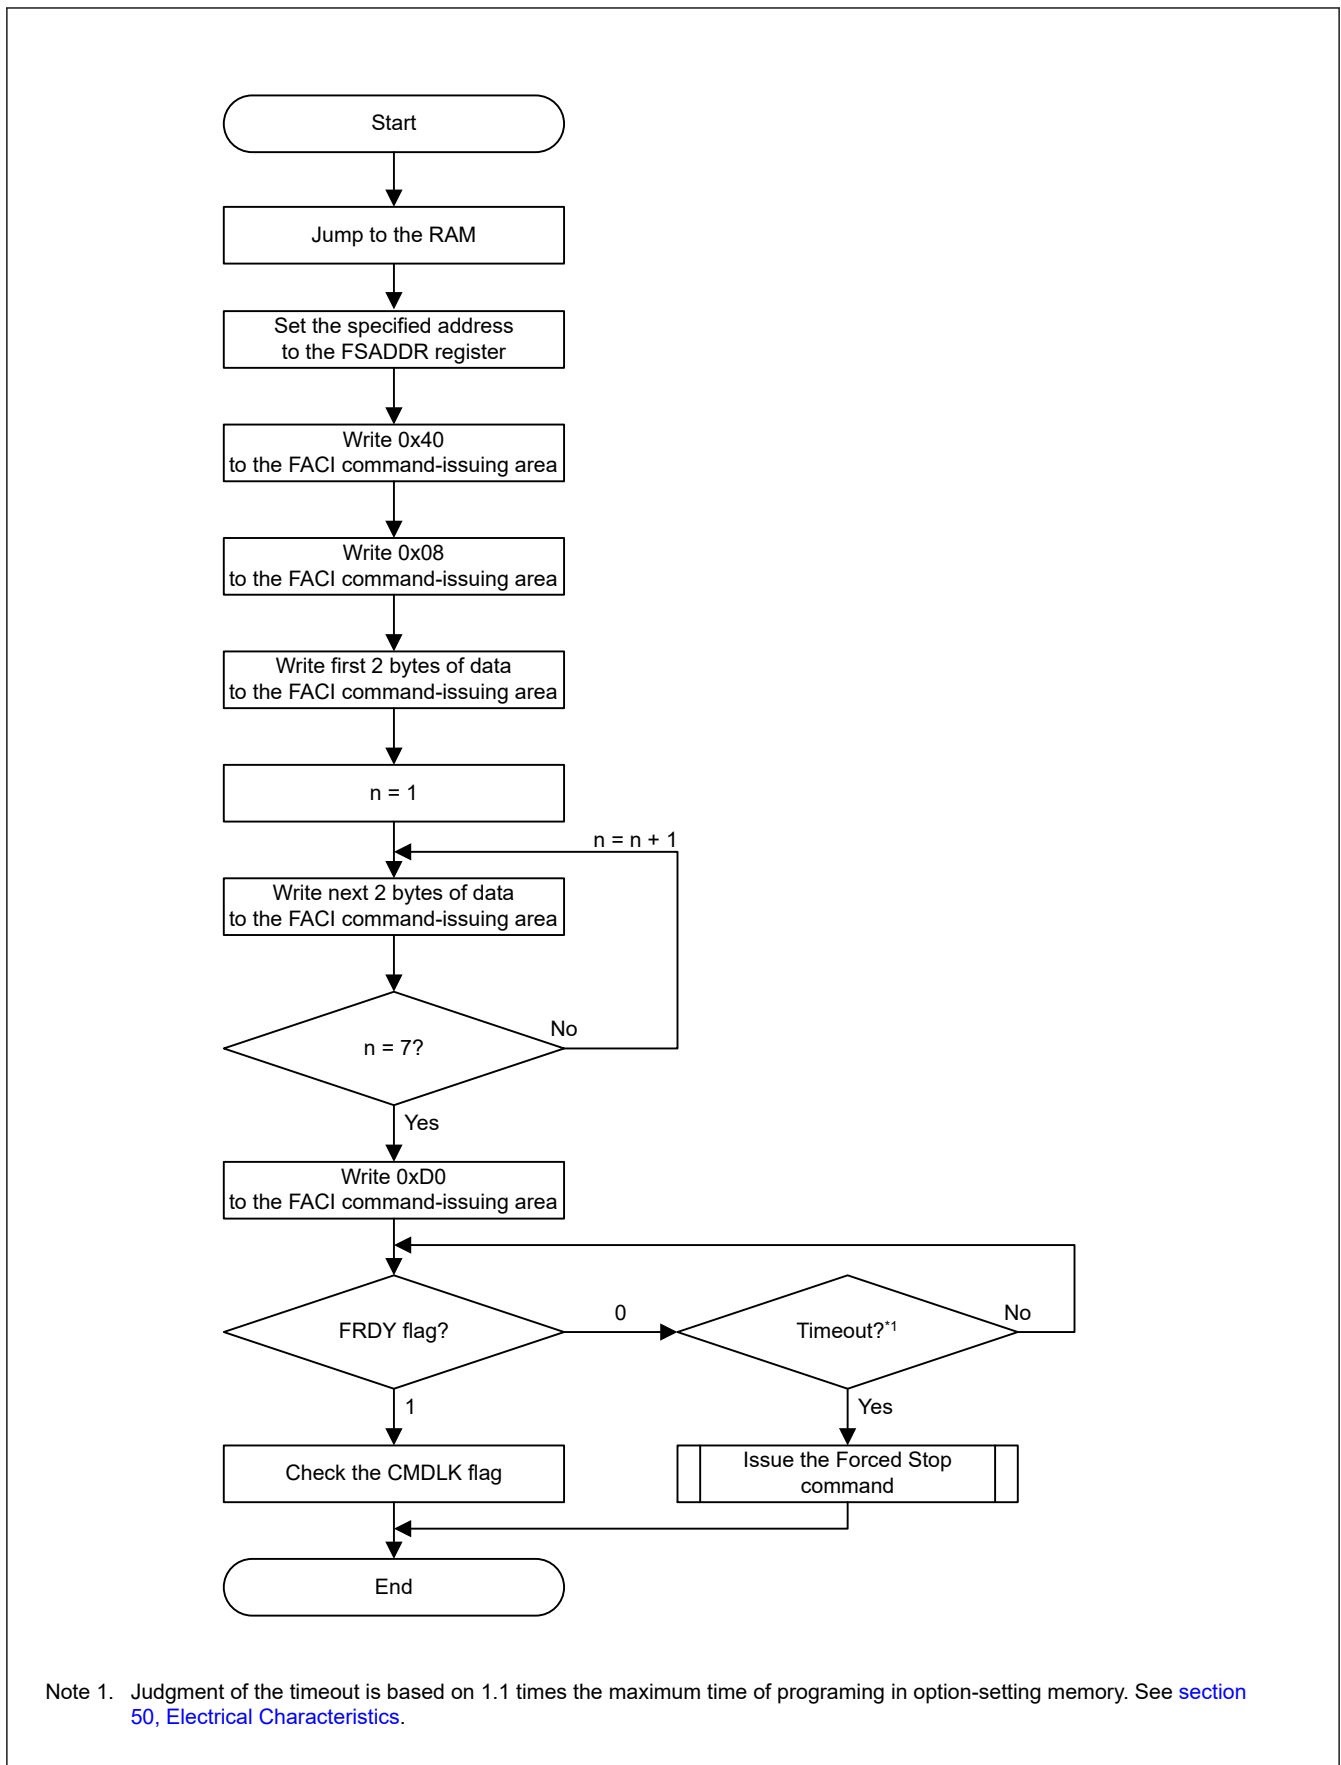 Start
Jump to the RAM
Set the specified address
to the FSADDR register
Write 0x40
to the FACI command-issuing area
Write 0x08
to the FACI command-issuing area
Write first 2 bytes of data
to the FACI command-issuing area
n = 1
n = n + 1
Write next 2 bytes of data
to the FACI command-issuing area
n = 7?
No
Yes
Write 0xD0
to the FACI command-issuing area
FRDY flag?
0
Timeout?*1
No
1
Yes
Check the CMDLK flag
Issue the Forced Stop
command
End
Note 1. Judgment of the timeout is based on 1.1 times the maximum time of programing in option-setting memory. See section
50, Electrical Characteristics.